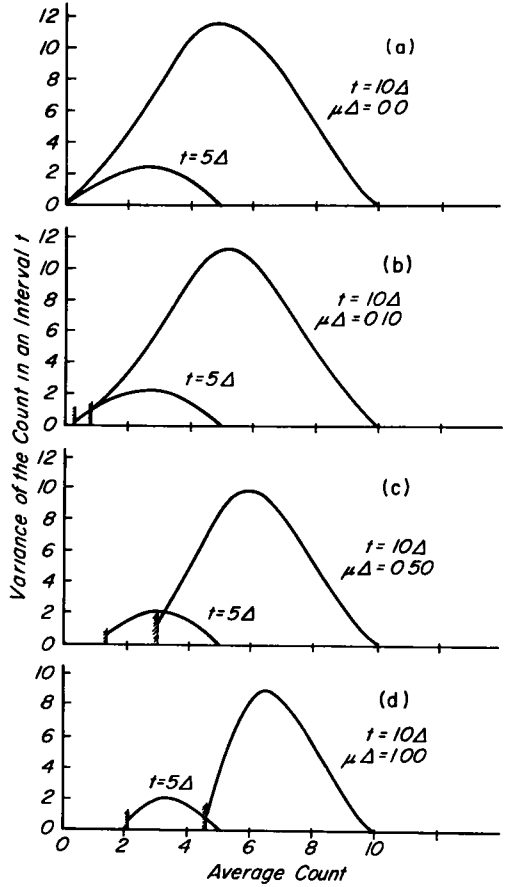 Variance of the Count in an Interval t
12
10
8
6
4
2
0
(a)
t = 10Δ
μΔ = 0.0
t = 5Δ
12
10
8
6
4
2
0
(b)
t = 10Δ
μΔ = 0.10
t = 5Δ
12
10
8
6
4
2
0
(c)
t = 10Δ
μΔ = 0.50
t = 5Δ
10
8
6
4
2
0
(d)
t = 10Δ
μΔ = 1.00
t = 5Δ
0 2 4 6 8 10
Average Count